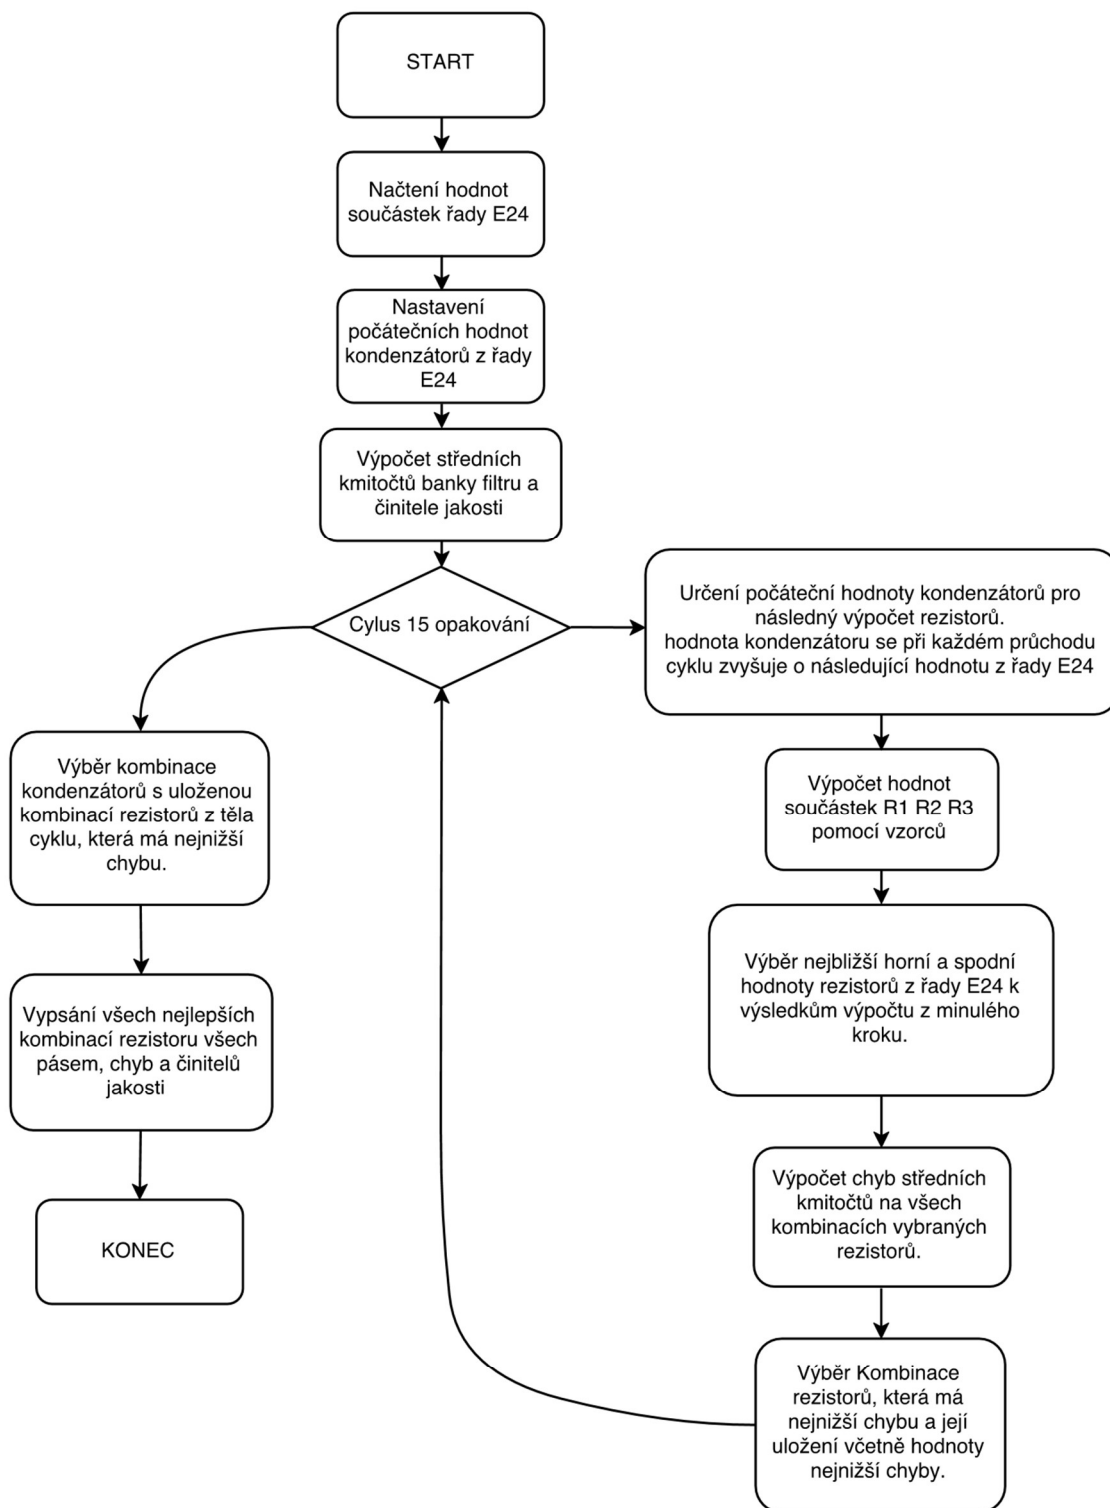 START
Načtení hodnot
součástek řady E24
Nastavení
počátečních hodnot
kondenzátorů z řady
E24
Výpočet středních
kmitočtů banky filtru a
činitele jakosti
Cylus 15 opakování
Určení počáteční hodnoty kondenzátorů pro
následný výpočet rezistorů.
hodnota kondenzátoru se při každém průchodu
cyklu zvyšuje o následující hodnotu z řady E24
Výpočet hodnot
součástek R1 R2 R3
pomocí vzorců
Výběr nejbližší horní a spodní
hodnoty rezistorů z řady E24 k
výsledkům výpočtu z minulého
kroku.
Výpočet chyb středních
kmitočtů na všech
kombinacích vybraných
rezistorů.
Výběr Kombinace
rezistorů, která má
nejnižší chybu a její
uložení včetně hodnoty
nejnižší chyby.
Výběr kombinace
kondenzátorů s uloženou
kombinací rezistorů z těla
cyklu, která má nejnižší
chybu.
Vypsání všech nejlepších
kombinací rezistoru všech
pásem, chyb a činitelů
jakosti
KONEC